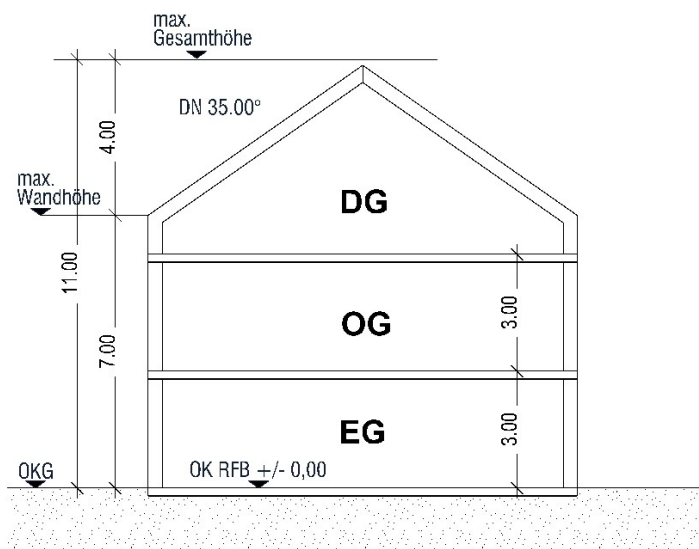 max.
Gesamthöhe
DN 35.00°
4.00
max.
Wandhöhe
DG
11.00
3.00
OG
7.00
3.00
EG
OKG
OK RFB +/- 0,00